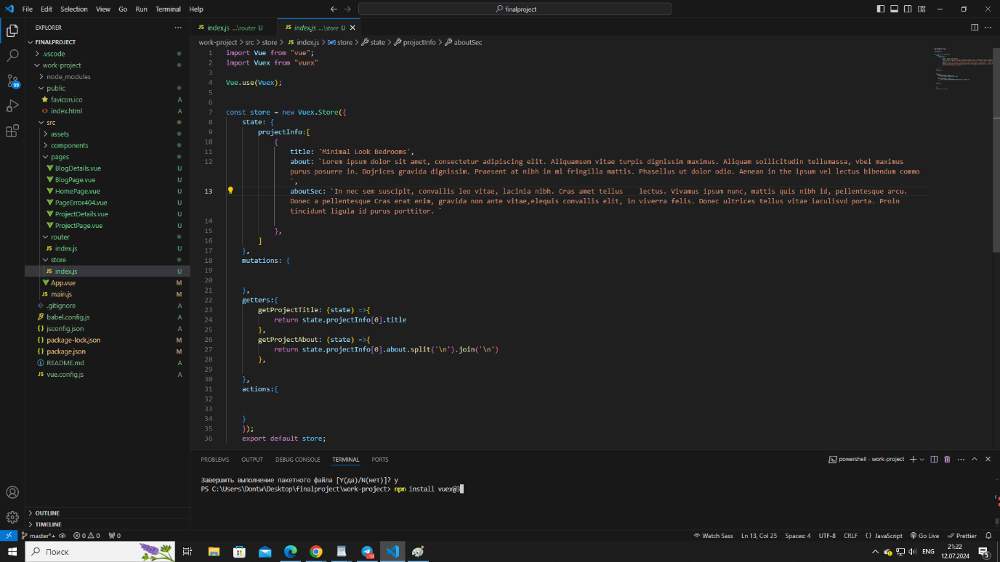 File Edit Selection View Go Run Terminal Help
finalproject
EXPLORER
FINALPROJECT
.vscode
work-project
node_modules
public
favicon.ico A
index.html A
src
assets
components
pages
BlogDetails.vue U
BlogPage.vue U
HomePage.vue U
PageError404.vue U
ProjectDetails.vue U
ProjectPage.vue U
router
index.js U
store
index.js U
App.vue M
main.js M
.gitignore A
babel.config.js A
jsconfig.json A
package-lock.json M
package.json M
README.md A
vue.config.js A
OUTLINE
TIMELINE
99
JS index.js ...\router U
JS index.js ...\store U
work-project > src > store > JS index.js > store > state > projectInfo > aboutSec
1 import Vue from "vue";
2 import Vuex from "vuex"
3
4 Vue.use(Vuex);
5
6
7 const store = new Vuex.Store({
8 state: {
9 projectInfo:[
10 {
11 title: `Minimal Look Bedrooms`,
12 about: `Lorem ipsum dolor sit amet, consectetur adipiscing elit. Aliquamsem vitae turpis dignissim maximus. Aliquam sollicitudin tellumassa, vbel maximus
purus posuere in. Dojrices gravida dignissim. Praesent at nibh in mi fringilla mattis. Phasellus ut dolor odio. Aenean in the ipsum vel lectus bibendum commo
`,
13 aboutSec: `In nec sem suscipit, convallis leo vitae, lacinia nibh. Cras amet tellus    lectus. Vivamus ipsum nunc, mattis quis nibh id, pellentesque arcu.
Donec a pellentesque Cras erat enim, gravida non ante vitae,elequis convallis elit, in viverra felis. Donec ultrices tellus vitae iaculisvd porta. Proin
tincidunt ligula id purus porttitor. `
14
15 },
16 ]
17 },
18 mutations: {
19
20
21 },
22 getters:{
23 getProjectTitle: (state) =>{
24 return state.projectInfo[0].title
25 },
26 getProjectAbout: (state) =>{
27 return state.projectInfo[0].about.split('\n').join('\n')
28 },
29
30 },
31 actions:{
32
33
34 }
35 });
36 export default store;
PROBLEMS OUTPUT DEBUG CONSOLE TERMINAL PORTS
powershell - work-project
Завершить выполнение пакетного файла [Y(да)/N(нет)]? y
PS C:\Users\Dontw\Desktop\finalproject\work-project> npm install vuex@3
master*+ 0 0 0
Watch Sass Ln 13, Col 25 Spaces: 4 UTF-8 CRLF {} JavaScript Go Live Prettier
Поиск
ENG
21:22
12.07.2024
5